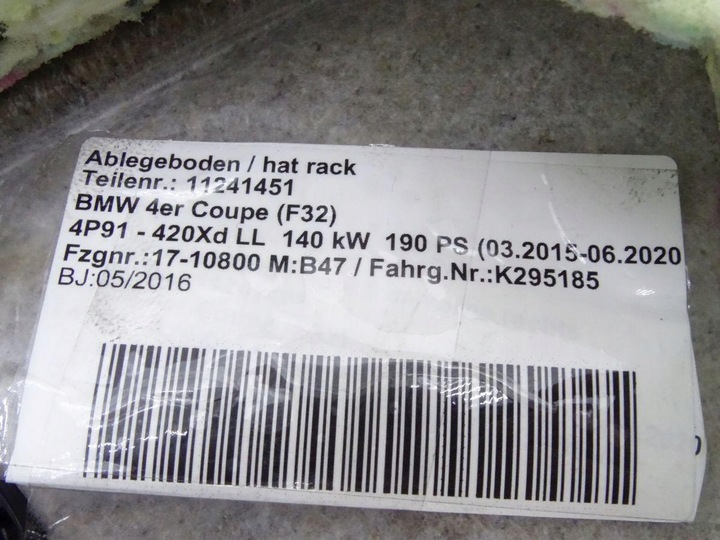 Ablegeboden / hat rack
Teilenr.: 11241451
BMW 4er Coupe (F32)
4P91 - 420Xd LL 140 kW 190 PS (03.2015-06.2020
Fzgnr.:17-10800 M:B47 / Fahrg.Nr.:K295185
BJ:05/2016